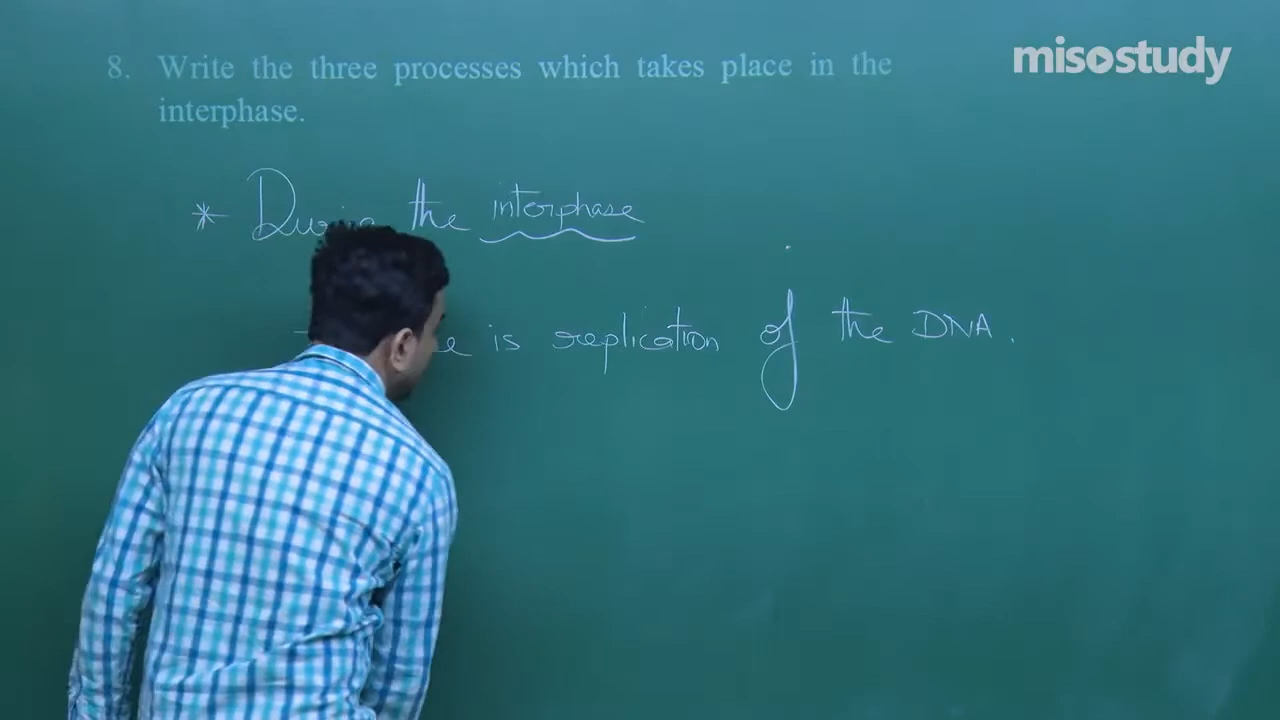 misostudy
8. Write the three processes which takes place in the
interphase.
* During the interphase
is replication of the DNA.